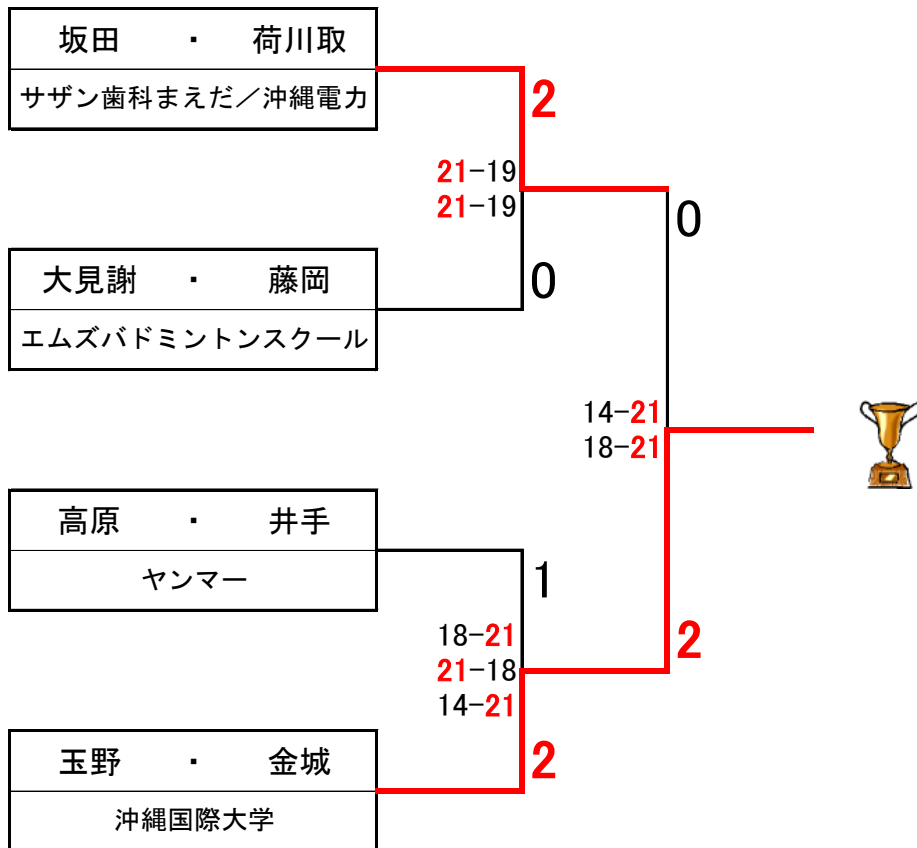 坂田 ・ 荷川取
サザン歯科まえだ／沖縄電力
2
21-19
21-19
0
大見謝 ・ 藤岡
0
エムズバドミントンスクール
14-21
18-21
高原 ・ 井手
ヤンマー
1
18-21
21-18
14-21
2
玉野 ・ 金城
2
沖縄国際大学